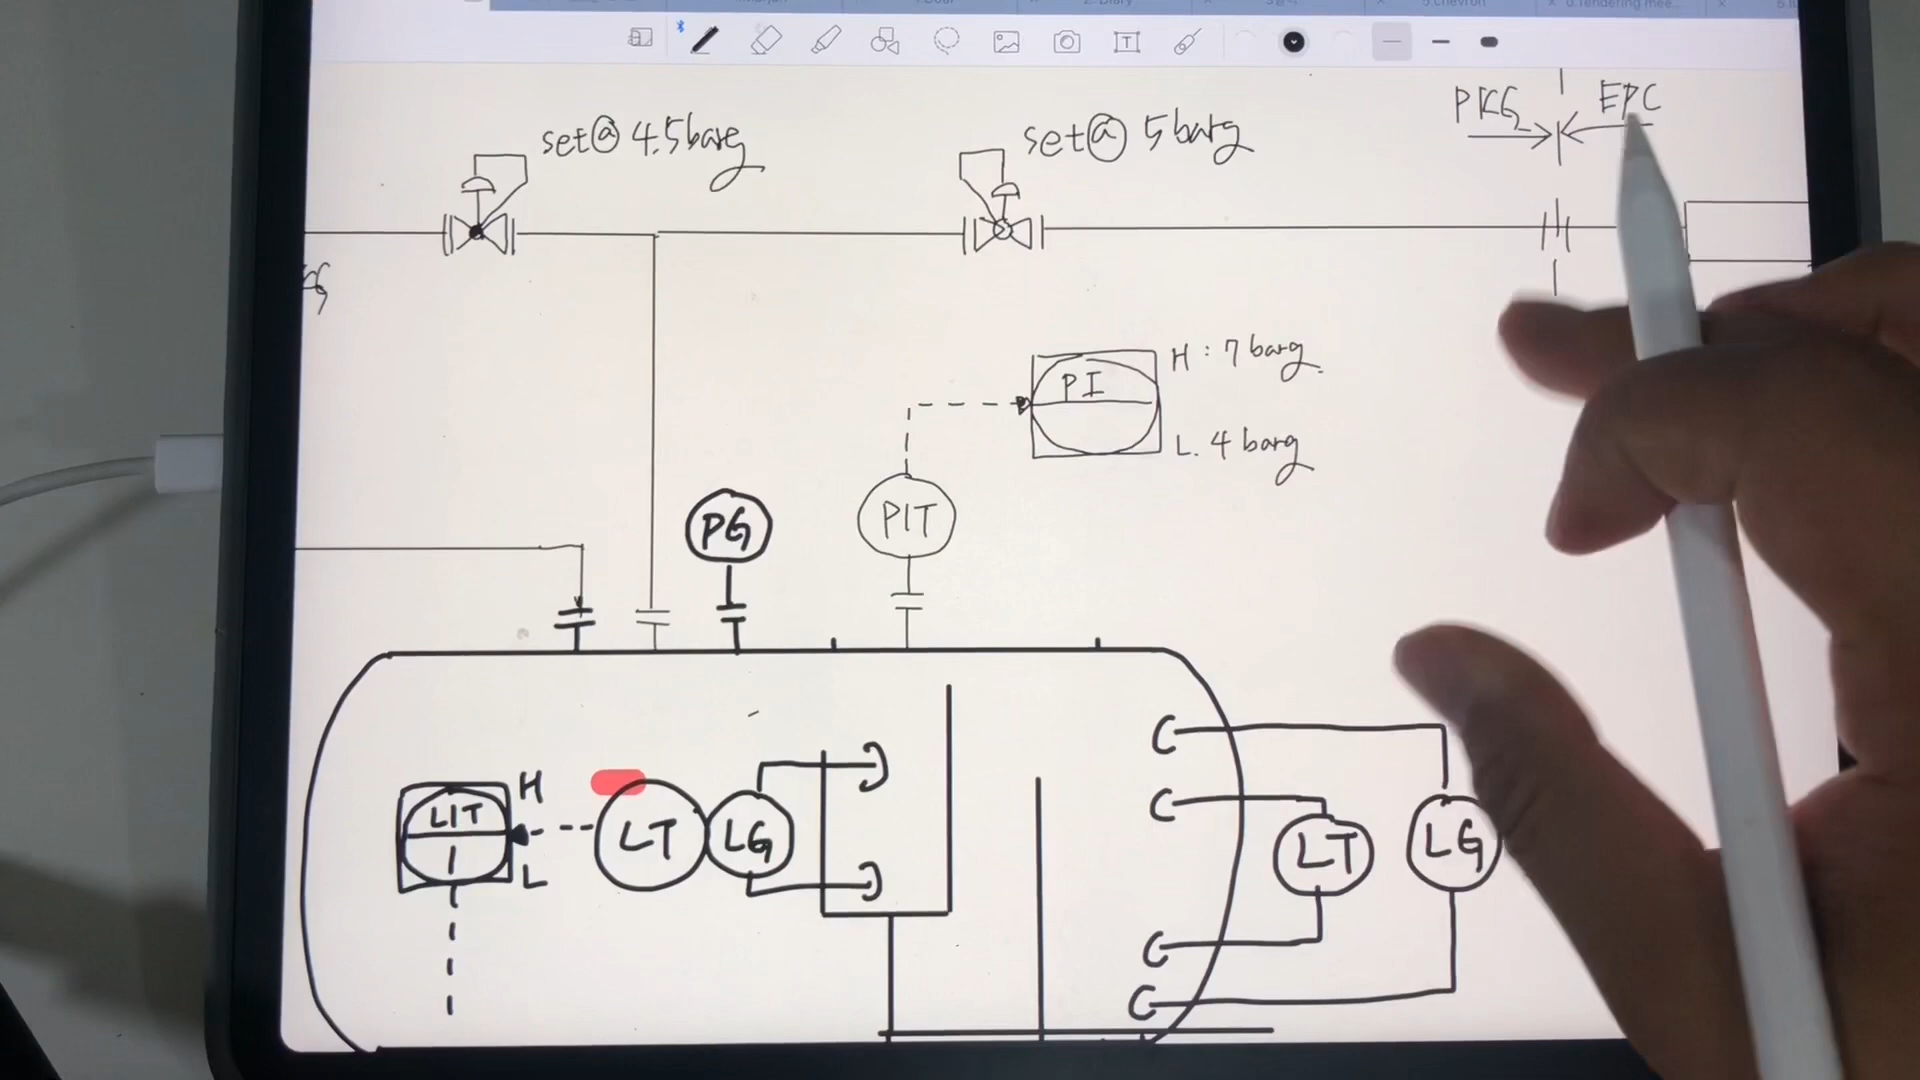 PKG
EPC
set@ 4.5barg
set@ 5barg
PI
H : 7 barg.
L. 4 barg
PG
PIT
H
LIT
L
LT
LG
LT
LG